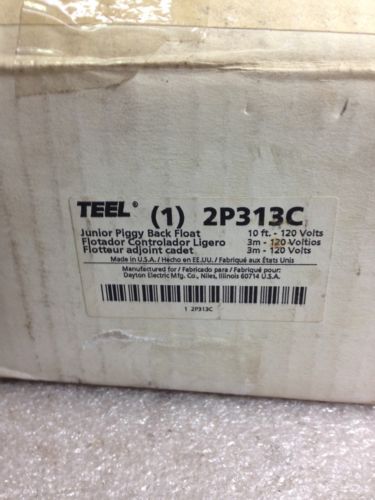 TEEL® (1) 2P313C
Junior Piggy Back Float 10 ft. - 120 Volts
Flotador Controlador Ligero 3m - 120 Voltios
Flotteur adjoint cadet 3m - 120 Volts
Made in U.S.A. / Hecho en EE.UU. / Fabriqué aux États Unis
Manufactured for / Fabricado para / Fabriqué pour:
Dayton Electric Mfg. Co., Niles, Illinois 60714 U.S.A.
1 2P313C